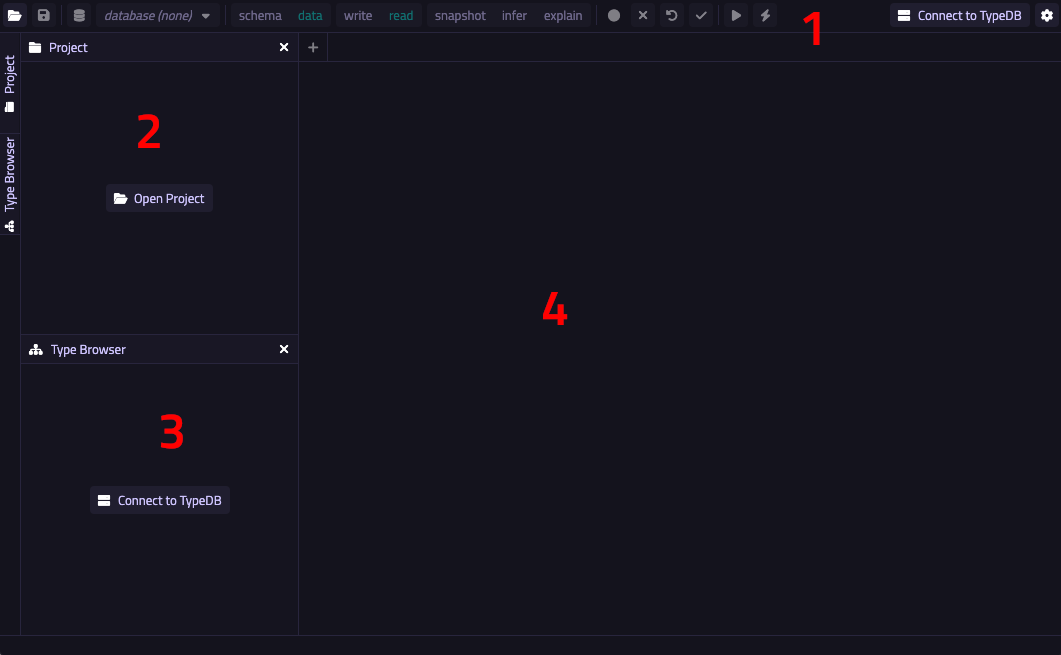 database (none) schema data write read snapshot infer explain 1 Connect to TypeDB
Project
Project
+
2
Open Project
Type Browser
Type Browser
3
Connect to TypeDB
4